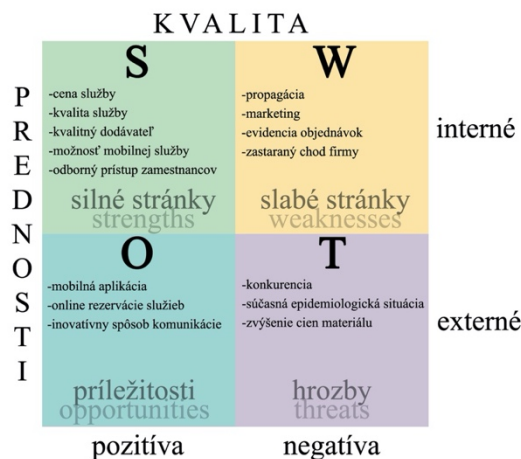 KVALITA
PREDNOSTI
S
-cena služby
-kvalita služby
-kvalitný dodávateľ
-možnosť mobilnej služby
-odborný prístup zamestnancov
silné stránky
strengths
W
-propagácia
-marketing
-evidencia objednávok
-zastaraný chod firmy
slabé stránky
weaknesses
interné
O
-mobilná aplikácia
-online rezervácie služieb
-inovatívny spôsob komunikácie
príležitosti
opportunities
T
-konkurencia
-súčasná epidemiologická situácia
-zvýšenie cien materiálu
hrozby
threats
externé
pozitíva
negatíva